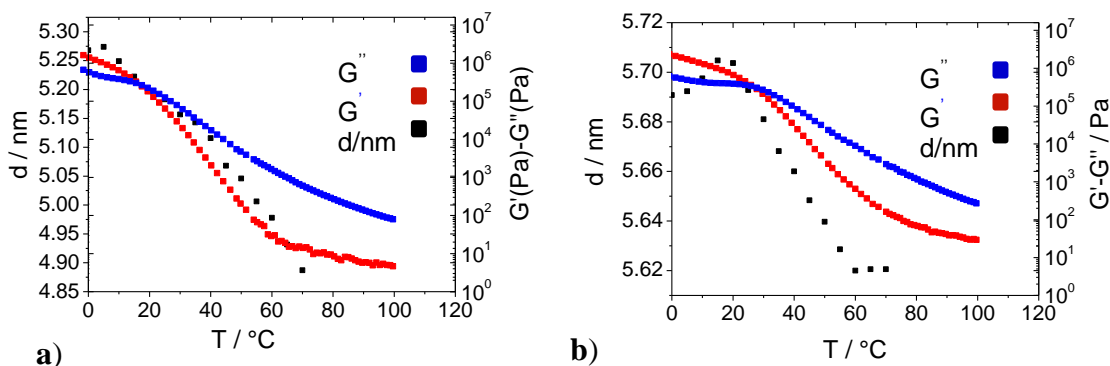 5.30
5.25
5.20
5.15
5.10
5.05
5.00
4.95
4.90
4.85
d / nm
G''
G'
d/nm
10⁷
10⁶
10⁵
10⁴
10³
10²
10¹
10⁰
G'(Pa)-G''(Pa)
0 20 40 60 80 100 120
T / °C
a)
5.72
5.70
5.68
5.66
5.64
5.62
d / nm
G''
G'
d/nm
10⁷
10⁶
10⁵
10⁴
10³
10²
10¹
10⁰
G'-G'' / Pa
0 20 40 60 80 100 120
T / °C
b)